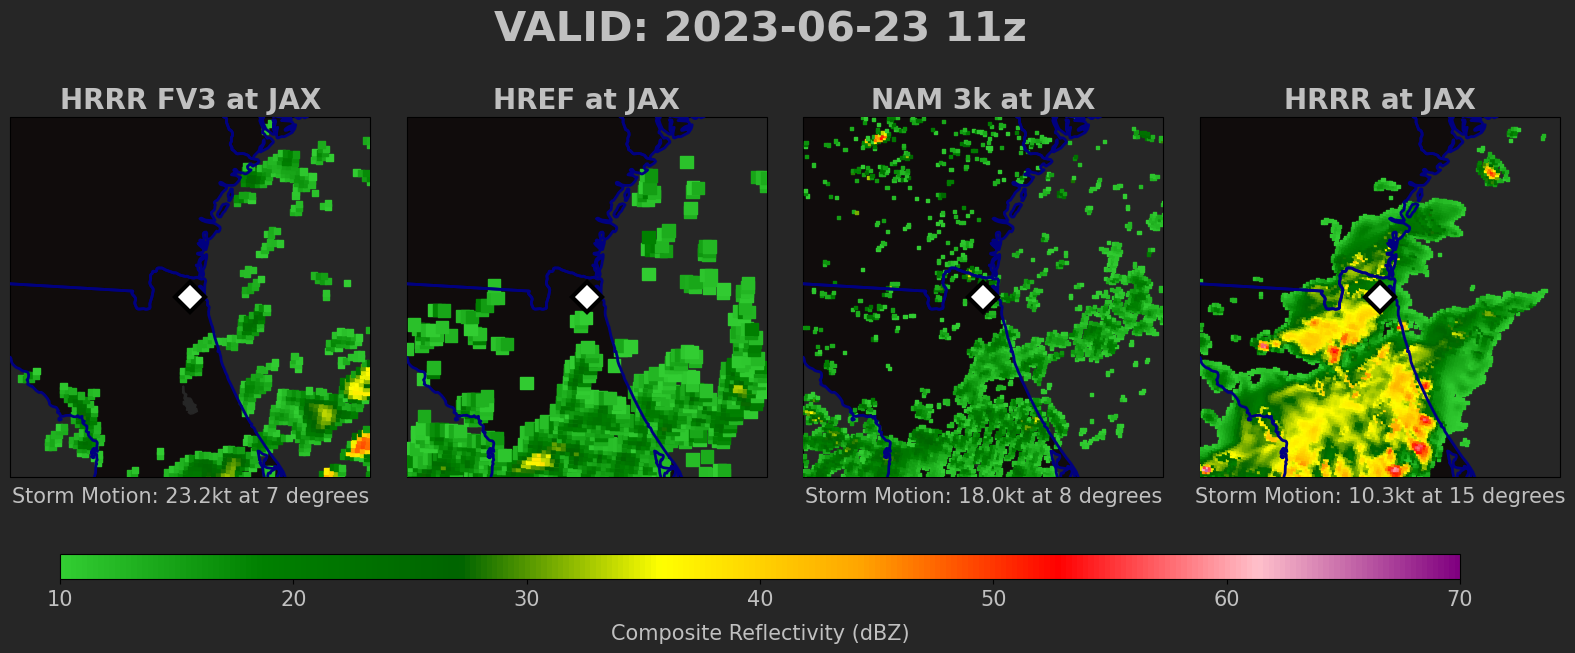 VALID: 2023-06-23 11z
HRRR FV3 at JAX
HREF at JAX
NAM 3k at JAX
HRRR at JAX
Storm Motion: 23.2kt at 7 degrees
Storm Motion: 18.0kt at 8 degrees
Storm Motion: 10.3kt at 15 degrees
10 20 30 40 50 60 70
Composite Reflectivity (dBZ)